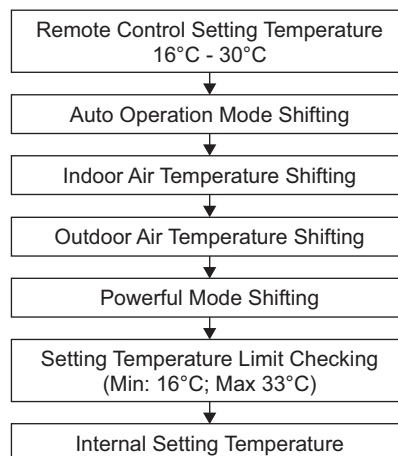 Remote Control Setting Temperature
16°C - 30°C
Auto Operation Mode Shifting
Indoor Air Temperature Shifting
Outdoor Air Temperature Shifting
Powerful Mode Shifting
Setting Temperature Limit Checking
(Min: 16°C; Max 33°C)
Internal Setting Temperature